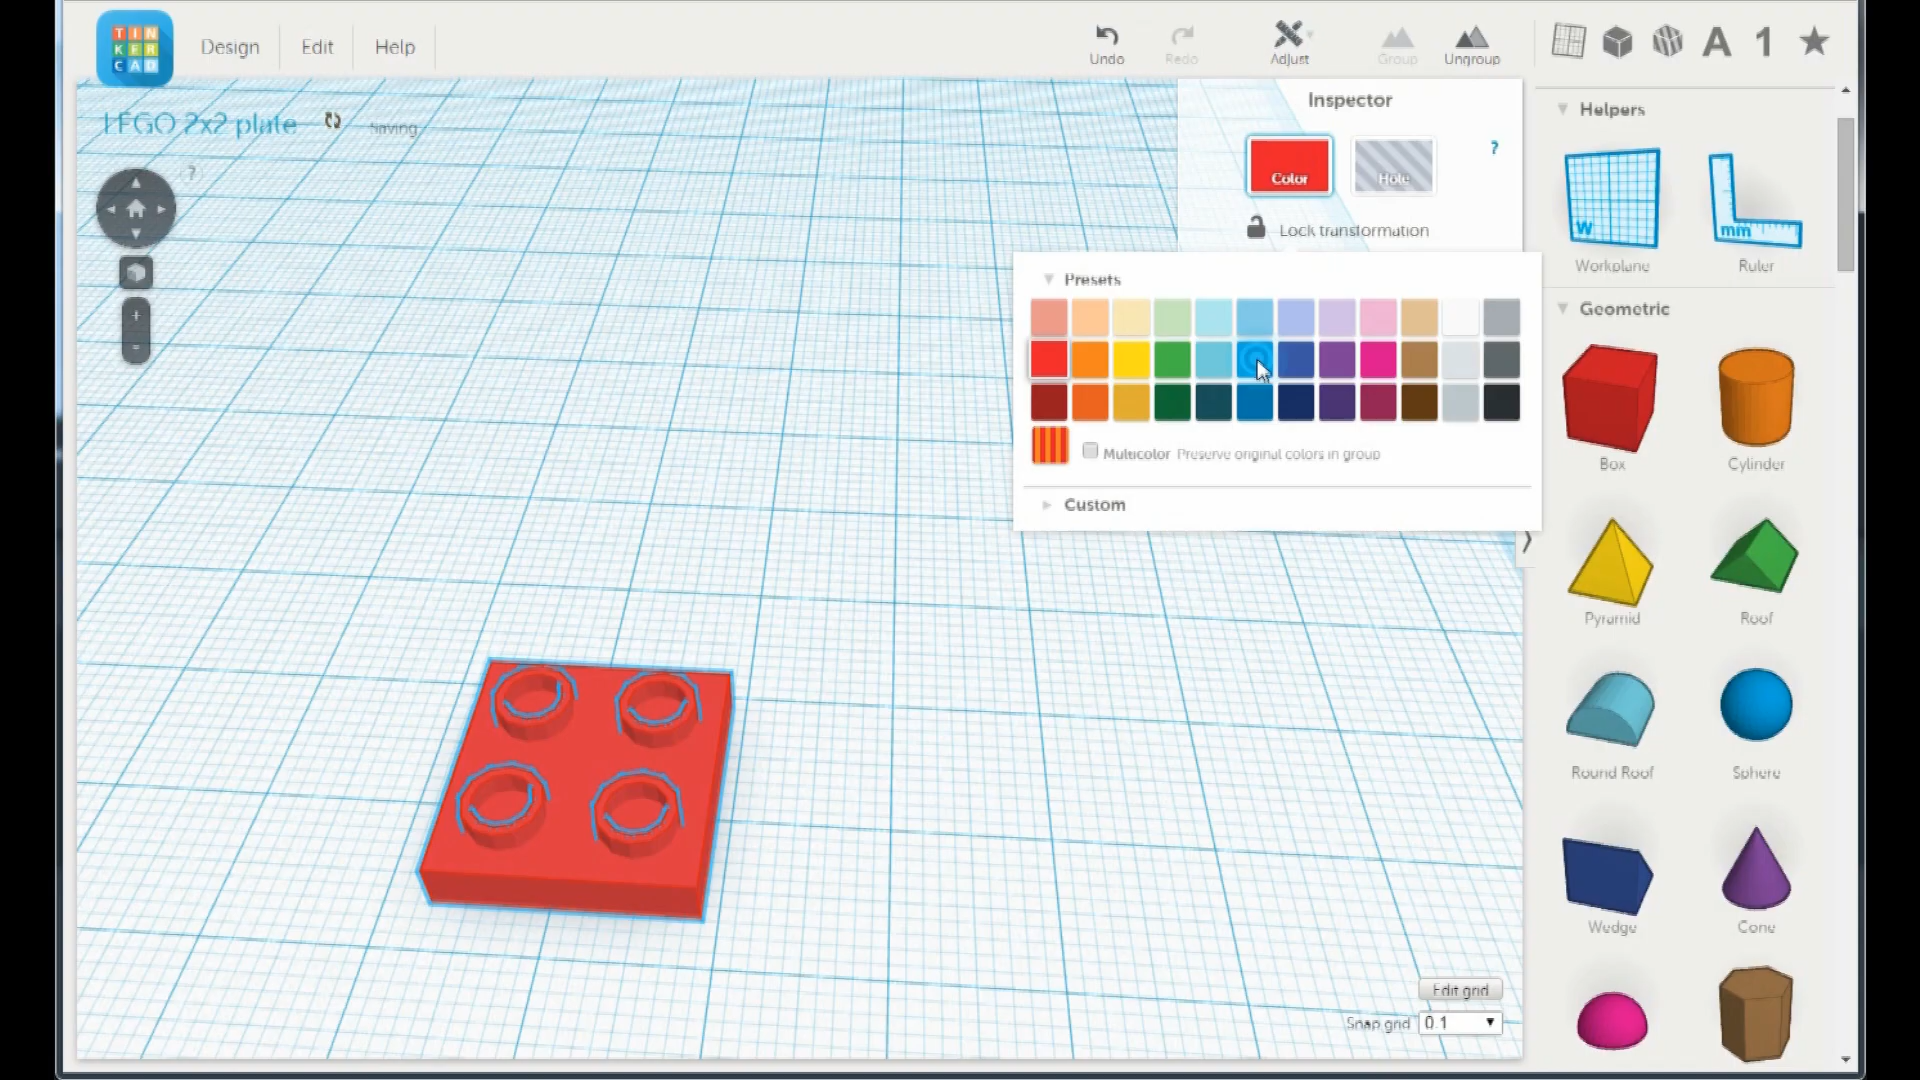 TIN
KER
CAD
Design
Edit
Help
Undo
Redo
Adjust
Group
Ungroup
A
1
LEGO 2x2 plate
Saving
?
Inspector
Color
Hole
?
Lock transformation
Presets
Multicolor Preserve original colors in group
Custom
Helpers
W
mm
Workplane
Ruler
Geometric
Box
Cylinder
Pyramid
Roof
Round Roof
Sphere
Wedge
Cone
Edit grid
Snap grid
0.1